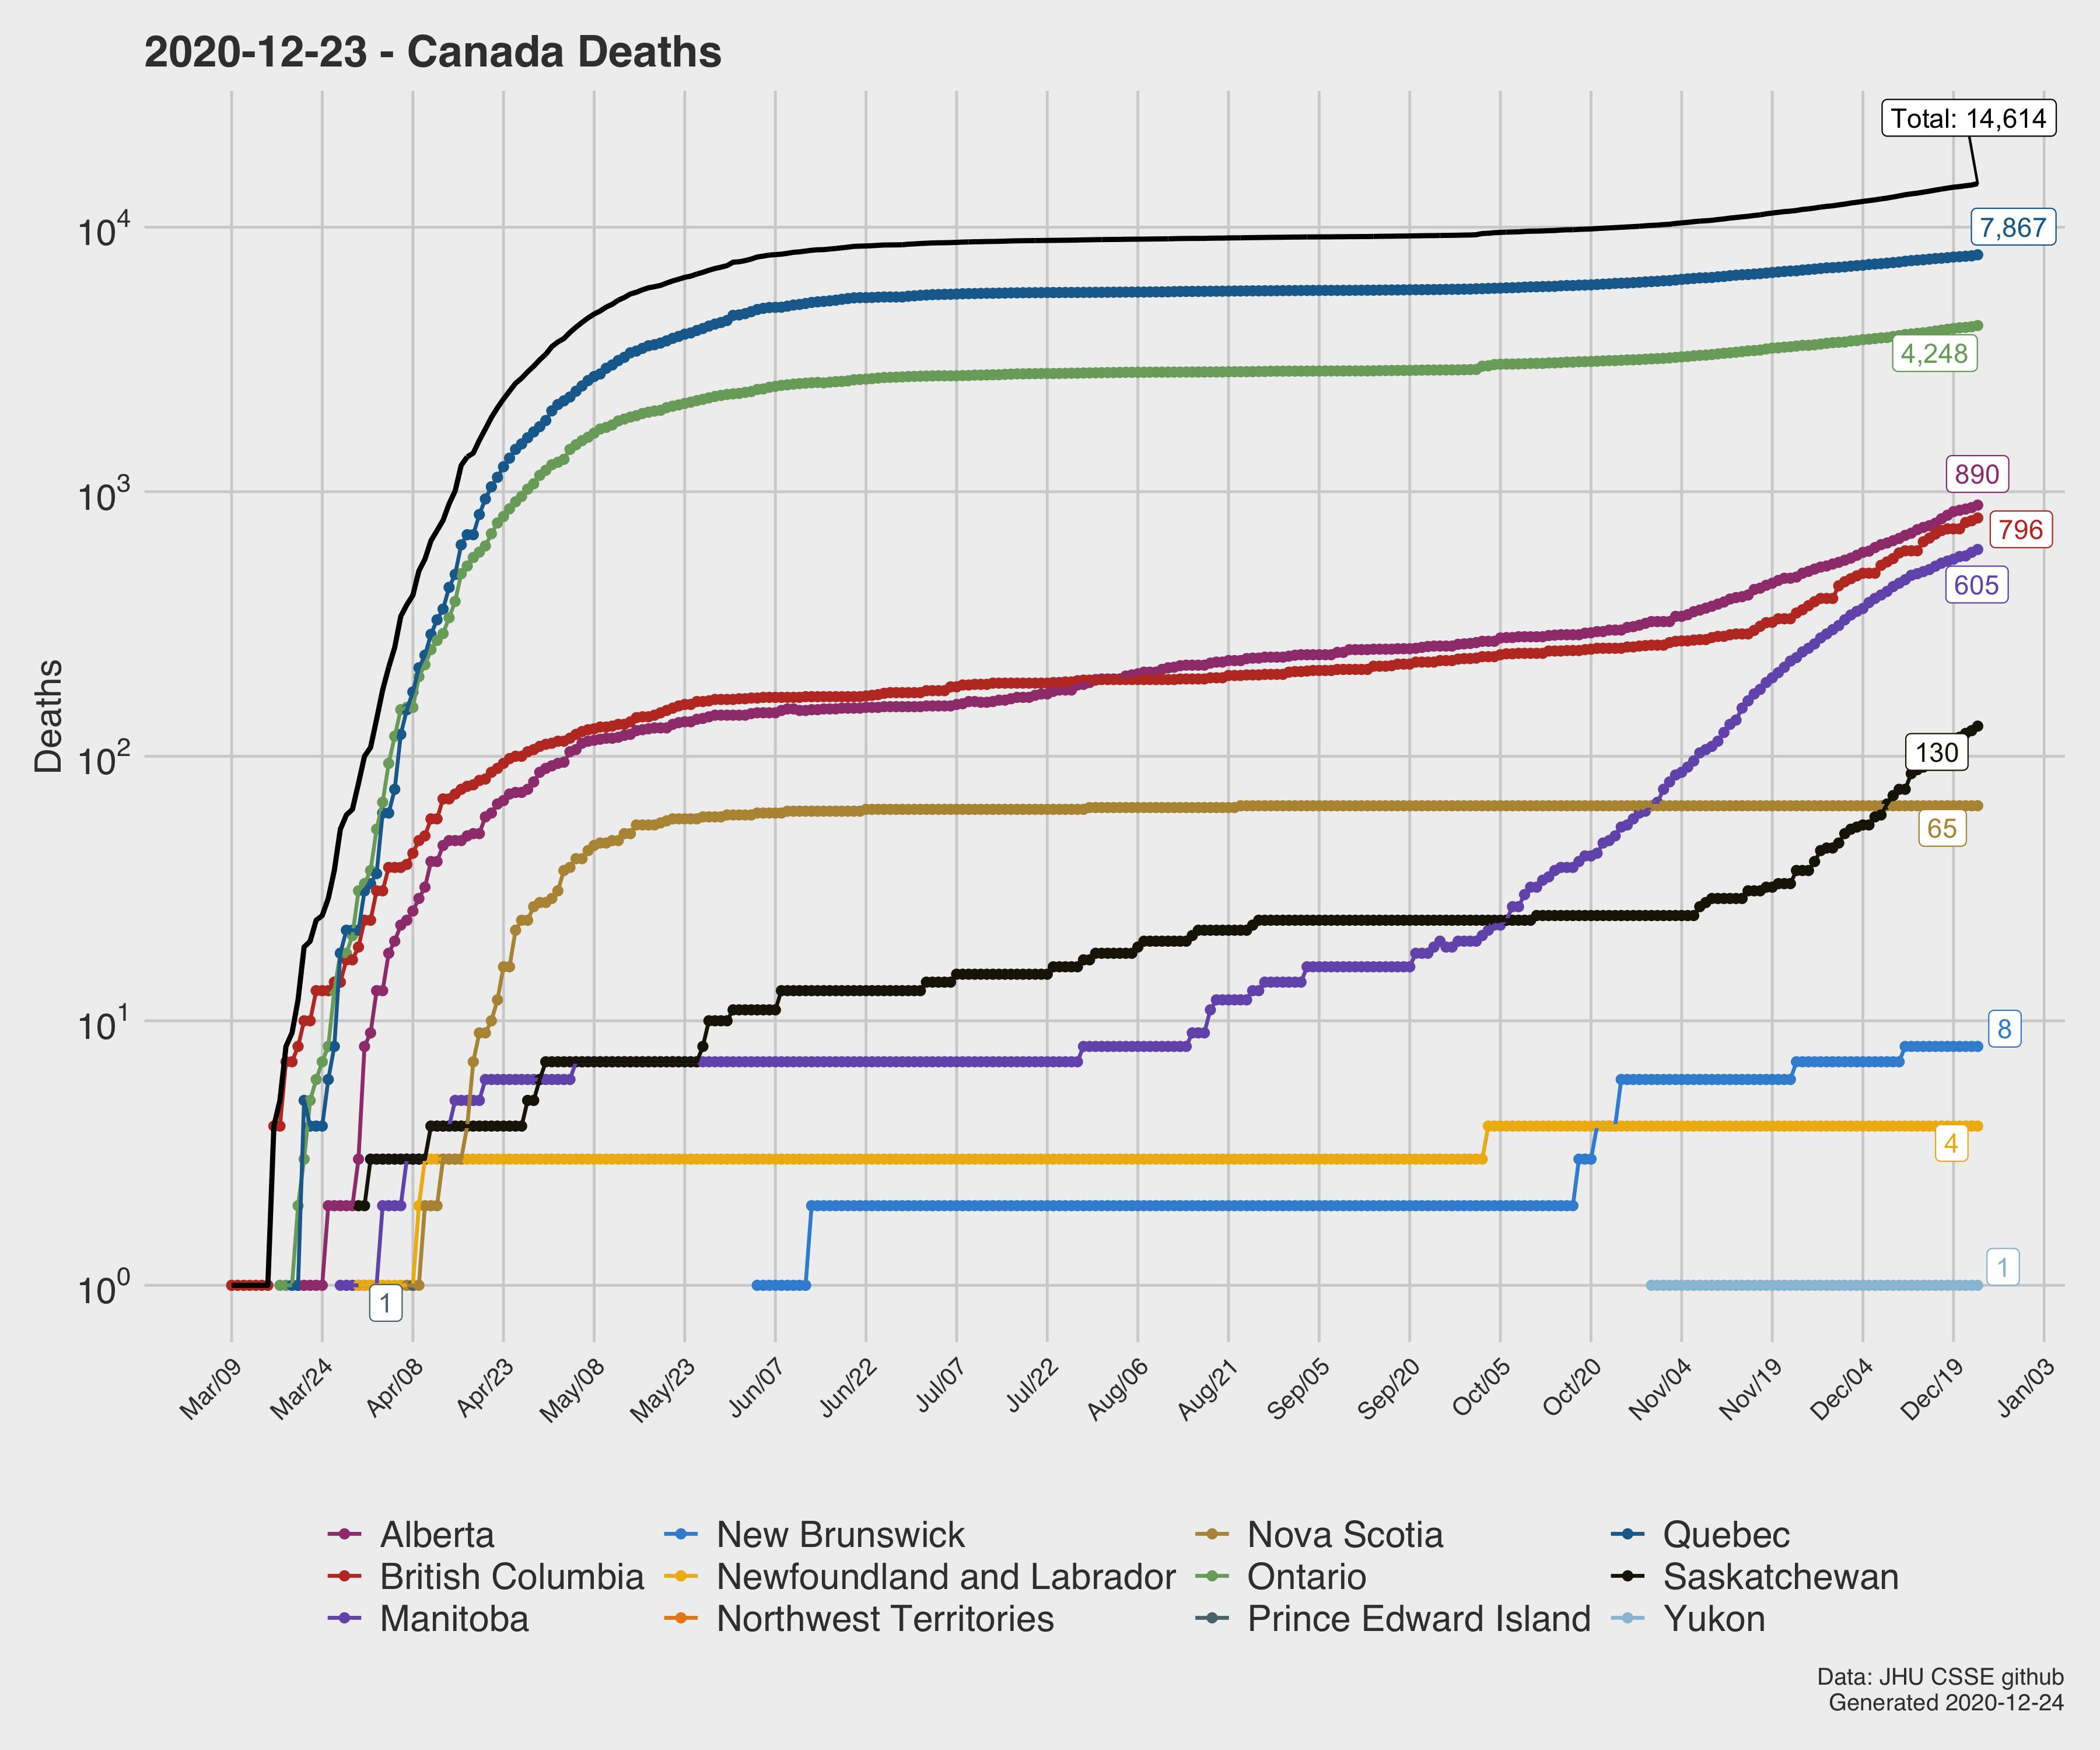 2020-12-23 - Canada Deaths
Total: 14,614
7,867
4,248
890
796
605
130
65
8
4
1
1
10^4
10^3
10^2
10^1
10^0
Deaths
Mar/09 Mar/24 Apr/08 Apr/23 May/08 May/23 Jun/07 Jun/22 Jul/07 Jul/22 Aug/06 Aug/21 Sep/05 Sep/20 Oct/05 Oct/20 Nov/04 Nov/19 Dec/04 Dec/19 Jan/03
Alberta New Brunswick Nova Scotia Quebec
British Columbia Newfoundland and Labrador Ontario Saskatchewan
Manitoba Northwest Territories Prince Edward Island Yukon
Data: JHU CSSE github
Generated 2020-12-24